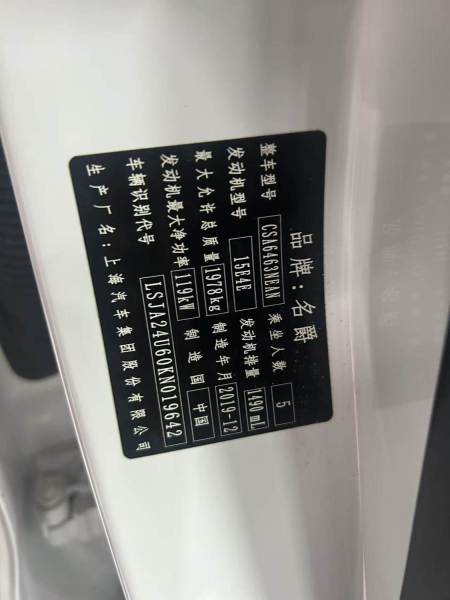 品牌：名爵
整车型号 CSA6463NEAN 乘坐人数 5
发动机型号 15E4E 发动机排量 1490mL
最大允许总质量 1978kg 制造年月 2019-12
发动机最大净功率 119kW 制造国 中国
车辆识别代号 LSJA24U66KN019642
生产厂名：上海汽车集团股份有限公司